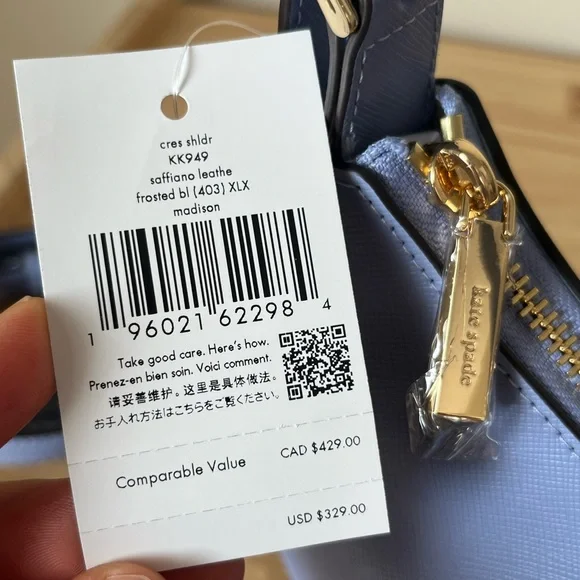 cres shldr
KK949
saffiano leathe
frosted bl (403) XLX
madison
1 96021 62298 4
Take good care. Here's how.
Prenez-en bien soin. Voici comment.
请妥善维护。这里是具体做法。
お手入れ方法はこちらをご覧ください。
Comparable Value
CAD $429.00
USD $329.00
kate spade